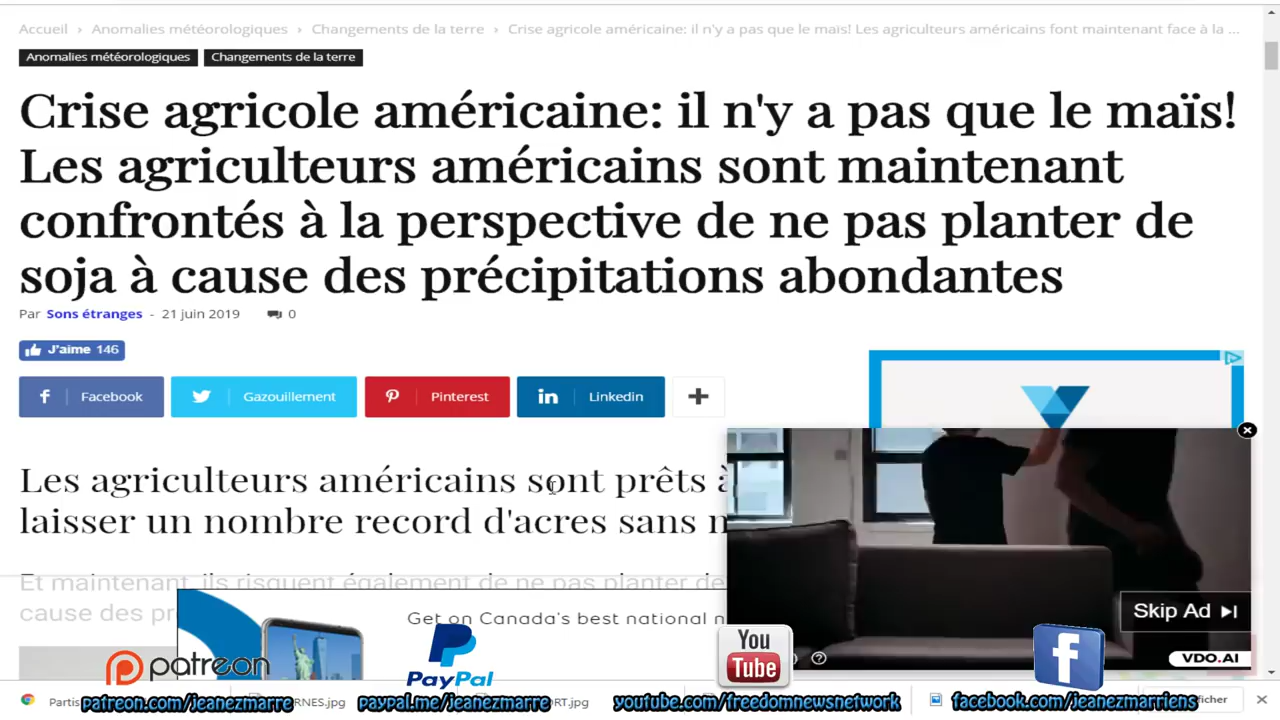 Accueil › Anomalies météorologiques › Changements de la terre › Crise agricole américaine: il n'y a pas que le maïs! Les agriculteurs américains font maintenant face à la ...
Anomalies météorologiques Changements de la terre
Crise agricole américaine: il n'y a pas que le maïs!
Les agriculteurs américains sont maintenant
confrontés à la perspective de ne pas planter de
soja à cause des précipitations abondantes
Par Sons étranges - 21 juin 2019 0
J'aime 146
Facebook Gazouillement Pinterest Linkedin
Les agriculteurs américains sont prêts à
laisser un nombre record d'acres sans
Et maintenant, ils risquent également de ne pas planter de
cause des
Skip Ad
Get on Canada's best national
You
Tube
patreon
PayPal
VDO.AI
patreon.com/jeanezmarre paypal.me/jeanezmarre youtube.com/freedomnewsnetwork facebook.com/jeanezmarriens